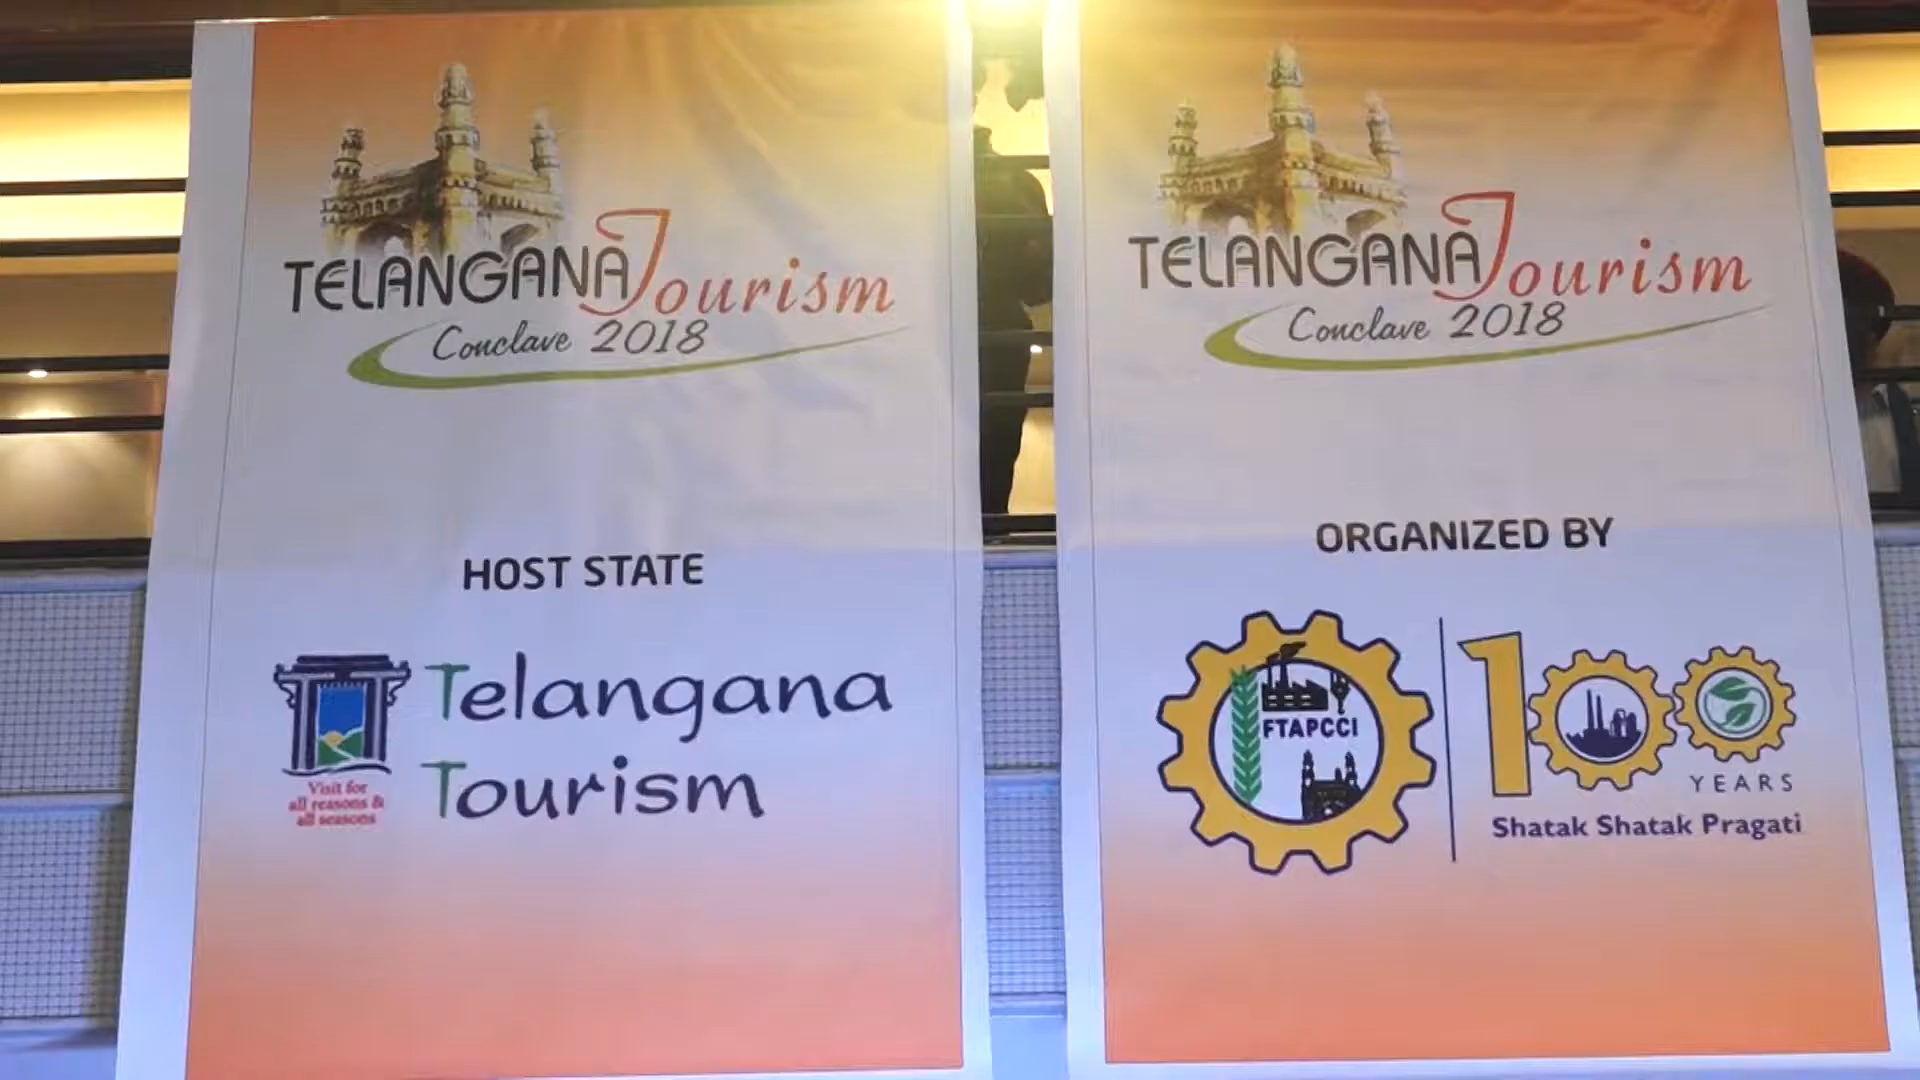 TELANGANA Tourism
Conclave 2018
HOST STATE
Telangana
Tourism
Visit for
all reasons &
all seasons
TELANGANA Tourism
Conclave 2018
ORGANIZED BY
FTAPCCI
100
YEARS
Shatak Shatak Pragati